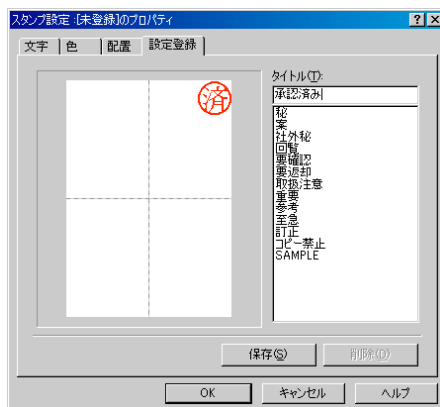 スタンプ設定 :[未登録]のプロパティ
文字 色 配置 設定登録
済
タイトル(T):
承認済み
秘
案
社外秘
回覧
要確認
要返却
取扱注意
重要
参考
至急
訂正
コピー禁止
SAMPLE
保存(S) 削除(D)
OK キャンセル ヘルプ